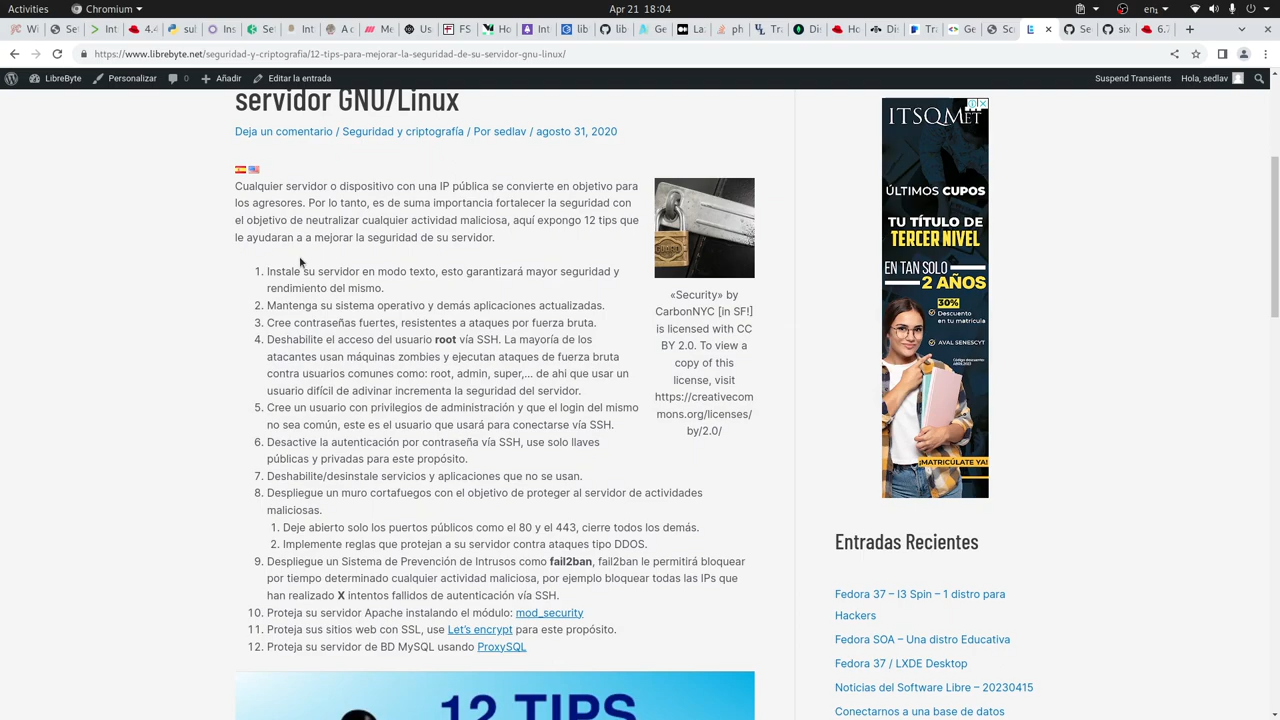 Activities
Chromium
Apr 21 18:04
https://www.librebyte.net/seguridad-y-criptografia/12-tips-para-mejorar-la-seguridad-de-su-servidor-gnu-linux/
LibreByte
Personalizar
0
Añadir
Editar la entrada
Suspend Transients
Hola, sedlav
servidor GNU/Linux
Deja un comentario / Seguridad y criptografía / Por sedlav / agosto 31, 2020
Cualquier servidor o dispositivo con una IP pública se convierte en objetivo para
los agresores. Por lo tanto, es de suma importancia fortalecer la seguridad con
el objetivo de neutralizar cualquier actividad maliciosa, aquí expongo 12 tips que
le ayudaran a a mejorar la seguridad de su servidor.
1. Instale su servidor en modo texto, esto garantizará mayor seguridad y
rendimiento del mismo.
2. Mantenga su sistema operativo y demás aplicaciones actualizadas.
3. Cree contraseñas fuertes, resistentes a ataques por fuerza bruta.
4. Deshabilite el acceso del usuario root vía SSH. La mayoría de los
atacantes usan máquinas zombies y ejecutan ataques de fuerza bruta
contra usuarios comunes como: root, admin, super,... de ahi que usar un
usuario difícil de adivinar incrementa la seguridad del servidor.
5. Cree un usuario con privilegios de administración y que el login del mismo
no sea común, este es el usuario que usará para conectarse vía SSH.
6. Desactive la autenticación por contraseña vía SSH, use solo llaves
públicas y privadas para este propósito.
7. Deshabilite/desinstale servicios y aplicaciones que no se usan.
8. Despliegue un muro cortafuegos con el objetivo de proteger al servidor de actividades
maliciosas.
1. Deje abierto solo los puertos públicos como el 80 y el 443, cierre todos los demás.
2. Implemente reglas que protejan a su servidor contra ataques tipo DDOS.
9. Despliegue un Sistema de Prevención de Intrusos como fail2ban, fail2ban le permitirá bloquear
por tiempo determinado cualquier actividad maliciosa, por ejemplo bloquear todas las IPs que
han realizado X intentos fallidos de autenticación vía SSH.
10. Proteja su servidor Apache instalando el módulo: mod_security
11. Proteja sus sitios web con SSL, use Let's encrypt para este propósito.
12. Proteja su servidor de BD MySQL usando ProxySQL
«Security» by
CarbonNYC [in SF!]
is licensed with CC
BY 2.0. To view a
copy of this
license, visit
https://creativecom
mons.org/licenses/
by/2.0/
12 TIPS
ITSQMET
ÚLTIMOS CUPOS
TU TÍTULO DE
TERCER NIVEL
EN TAN SOLO
2 AÑOS
30%
Descuento
en tu matrícula
AVAL SENESCYT
¡MATRICÚLATE YA!
Entradas Recientes
Fedora 37 – I3 Spin – 1 distro para
Hackers
Fedora SOA – Una distro Educativa
Fedora 37 / LXDE Desktop
Noticias del Software Libre – 20230415
Conectarnos a una base de datos